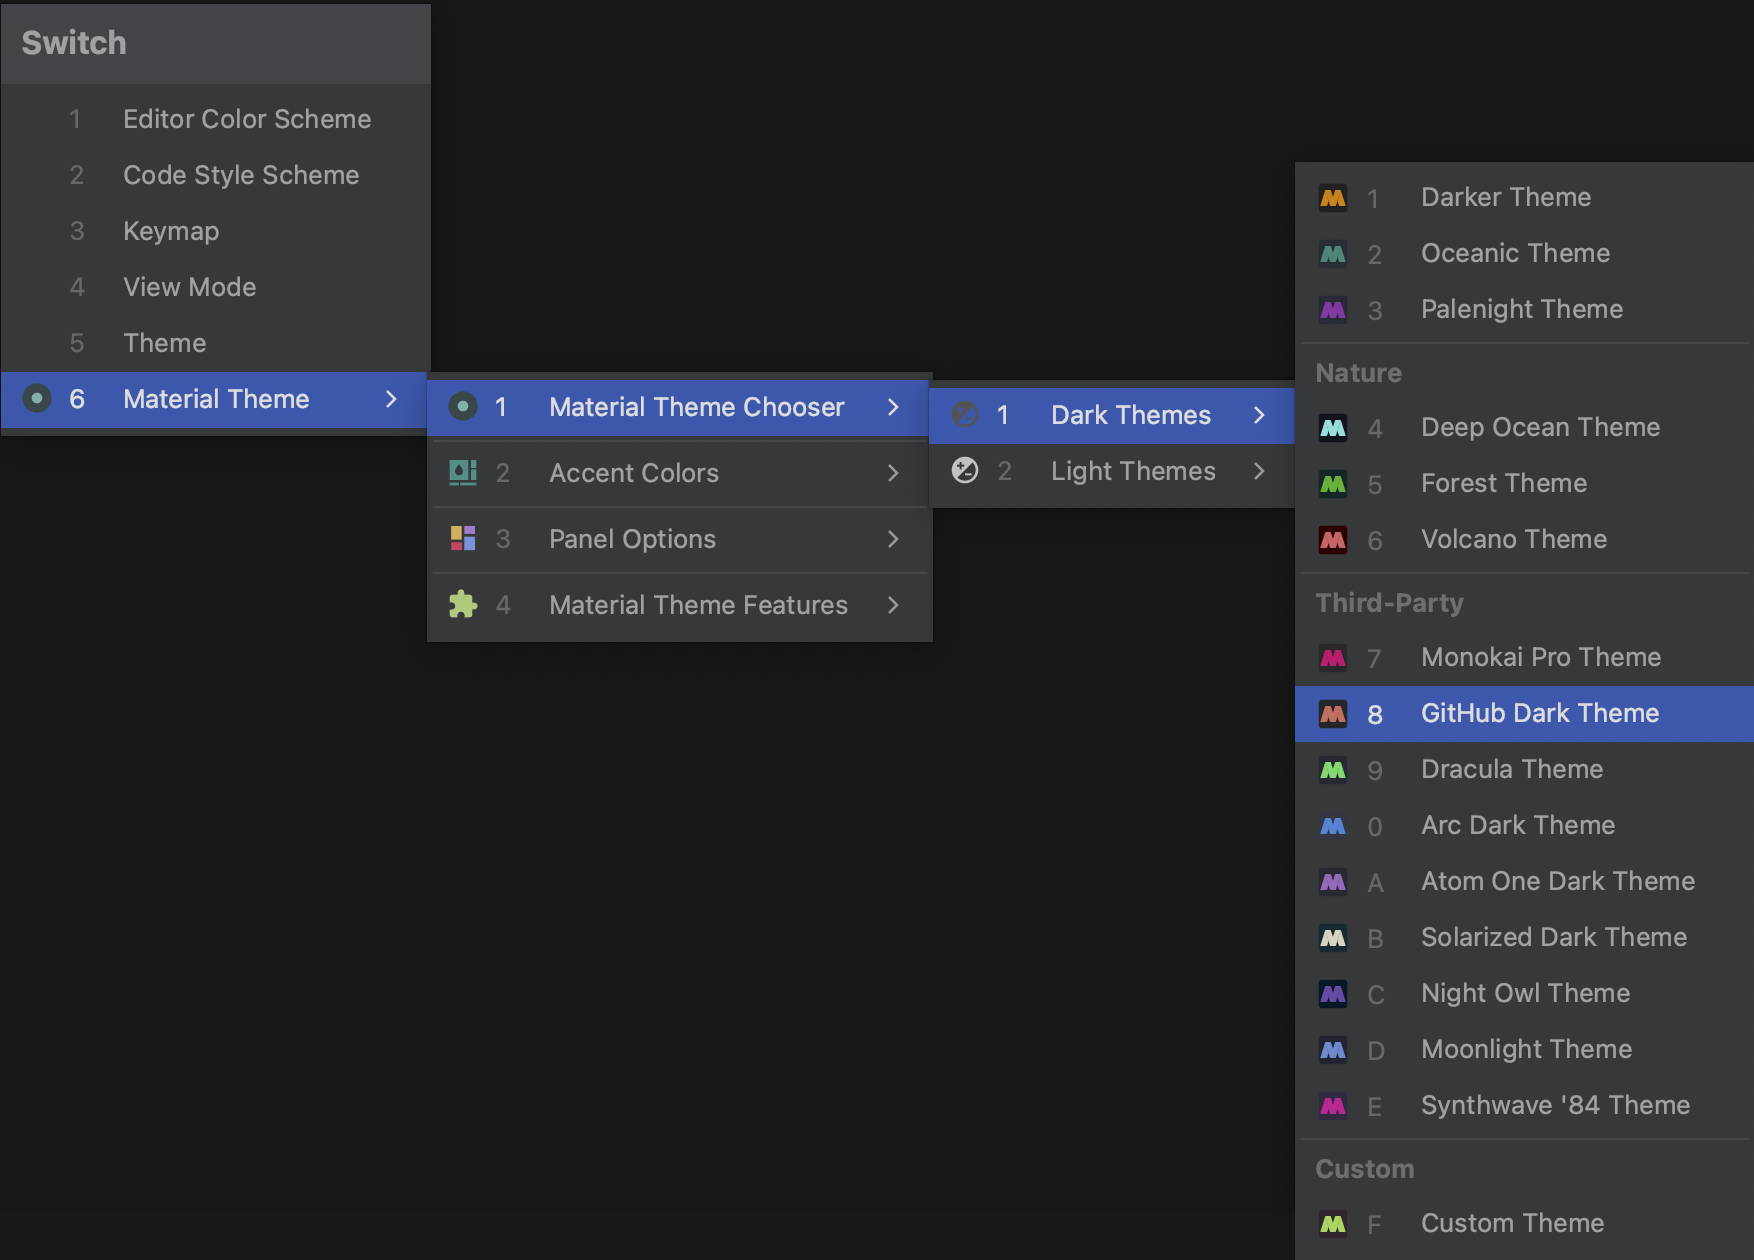 Switch
1 Editor Color Scheme
2 Code Style Scheme
3 Keymap
4 View Mode
5 Theme
6 Material Theme
1 Material Theme Chooser
2 Accent Colors
3 Panel Options
4 Material Theme Features
1 Dark Themes
2 Light Themes
1 Darker Theme
2 Oceanic Theme
3 Palenight Theme
Nature
4 Deep Ocean Theme
5 Forest Theme
6 Volcano Theme
Third-Party
7 Monokai Pro Theme
8 GitHub Dark Theme
9 Dracula Theme
0 Arc Dark Theme
A Atom One Dark Theme
B Solarized Dark Theme
C Night Owl Theme
D Moonlight Theme
E Synthwave '84 Theme
Custom
F Custom Theme